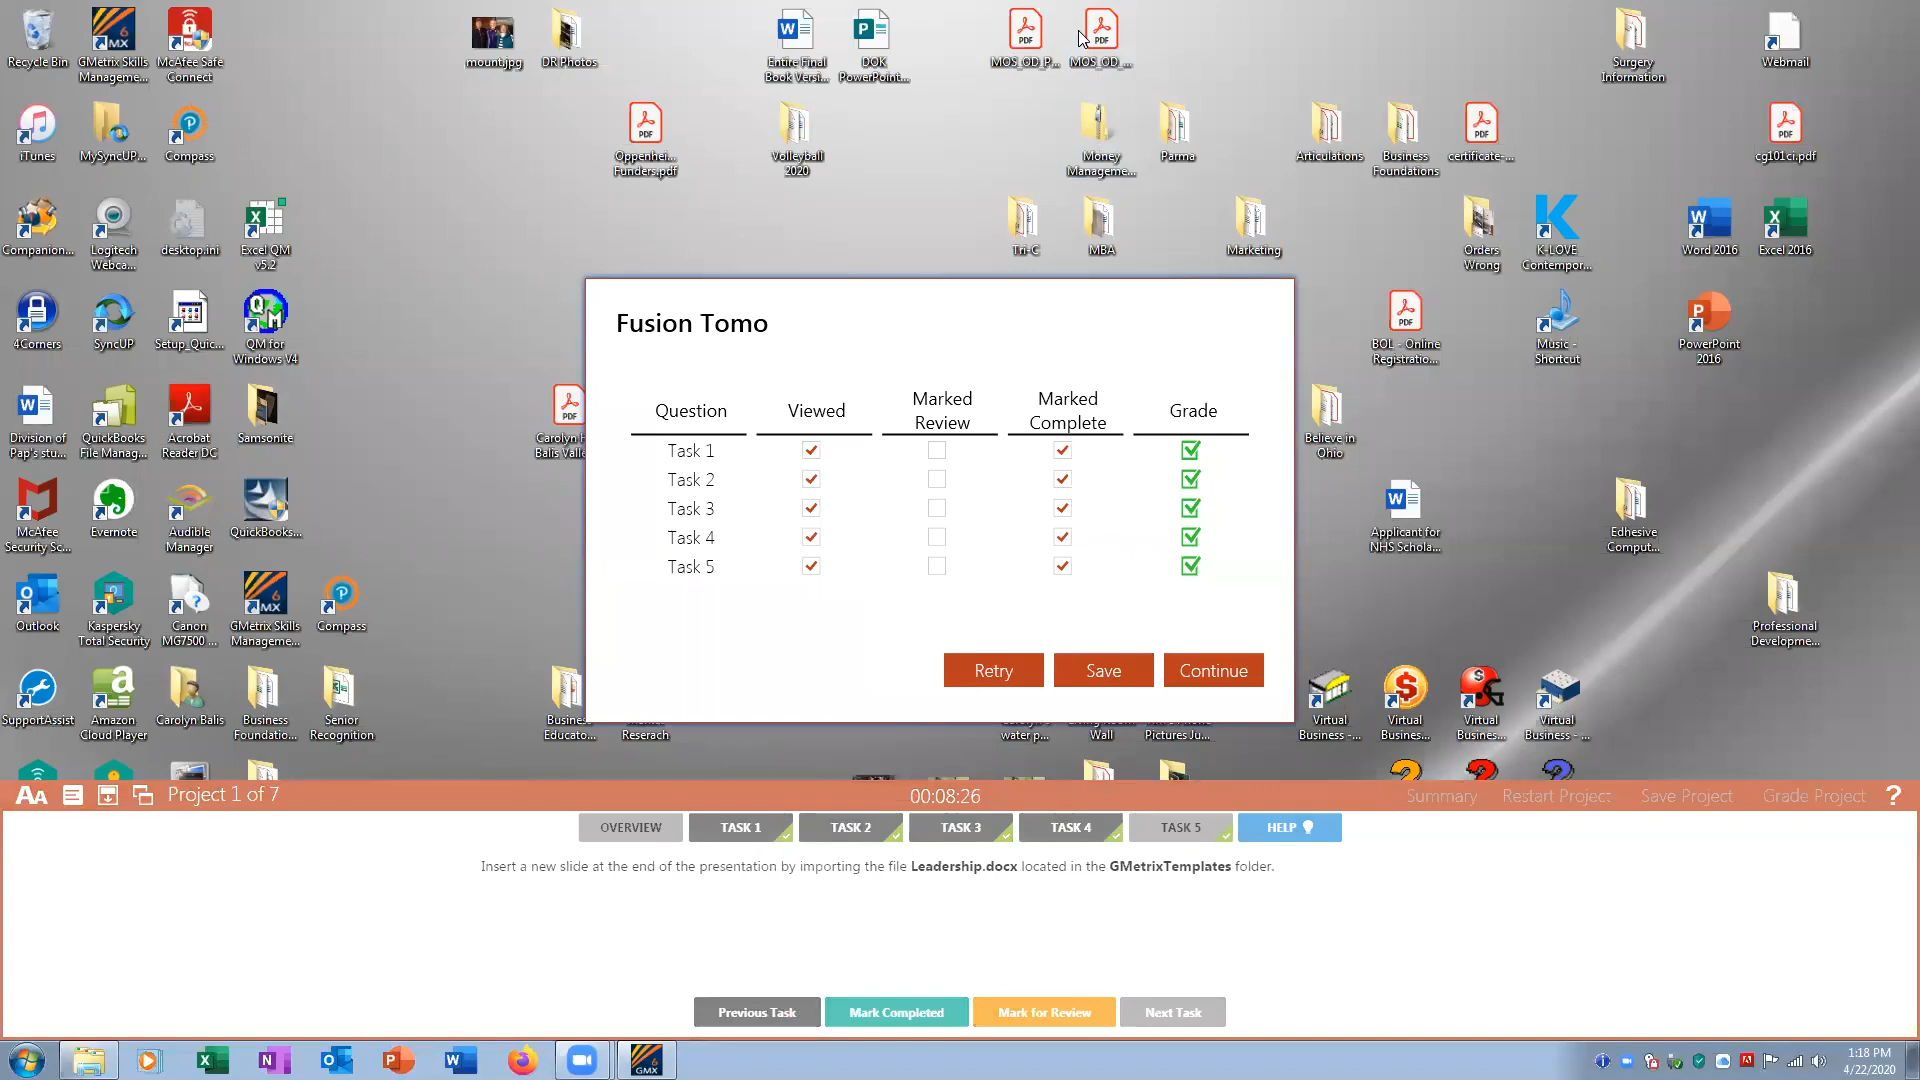 Recycle Bin
GMetrix Skills
Manageme...
McAfee Safe
Connect
mount.jpg
DR Photos
Entire Final
Book Versi...
DOK
PowerPoint...
MOS_OD_P...
MOS_OD_...
Surgery
Information
Webmail
iTunes
MySyncUP...
Compass
Oppenhei...
Funders.pdf
Volleyball
2020
Money
Manageme...
Parma
Articulations
Business
Foundations
certificate-...
cg101ci.pdf
Companion...
Logitech
Webca...
desktop.ini
Excel QM
v5.2
Tri-C
MBA
Marketing
Orders
Wrong
K-LOVE
Contempor...
Word 2016
Excel 2016
4Corners
SyncUP
Setup_Quic...
QM for
Windows V4
BOL - Online
Registratio...
Music -
Shortcut
PowerPoint
2016
Division of
Pap's stu...
QuickBooks
File Manag...
Acrobat
Reader DC
Samsonite
Carolyn H
Balis Valle
Believe in
Ohio
McAfee
Security Sc...
Evernote
Audible
Manager
QuickBooks...
Applicant for
NHS Schola...
Edhesive
Comput...
Outlook
Kaspersky
Total Security
Canon
MG7500 ...
GMetrix Skills
Manageme...
Compass
Professional
Developme...
SupportAssist
Amazon
Cloud Player
Carolyn Balis
Business
Foundatio...
Senior
Recognition
Busine
Educato...
Reserach
water p...
Wall
Pictures Ju...
Virtual
Business -...
Virtual
Busines...
Virtual
Busines...
Virtual
Business - ...
Fusion Tomo
Question Viewed Marked Review Marked Complete Grade
Task 1
Task 2
Task 3
Task 4
Task 5
Retry Save Continue
AA Project 1 of 7 00:08:26 Summary Restart Project Save Project Grade Project ?
OVERVIEW TASK 1 TASK 2 TASK 3 TASK 4 TASK 5 HELP
Insert a new slide at the end of the presentation by importing the file Leadership.docx located in the GMetrixTemplates folder.
Previous Task Mark Completed Mark for Review Next Task
1:18 PM
4/22/2020